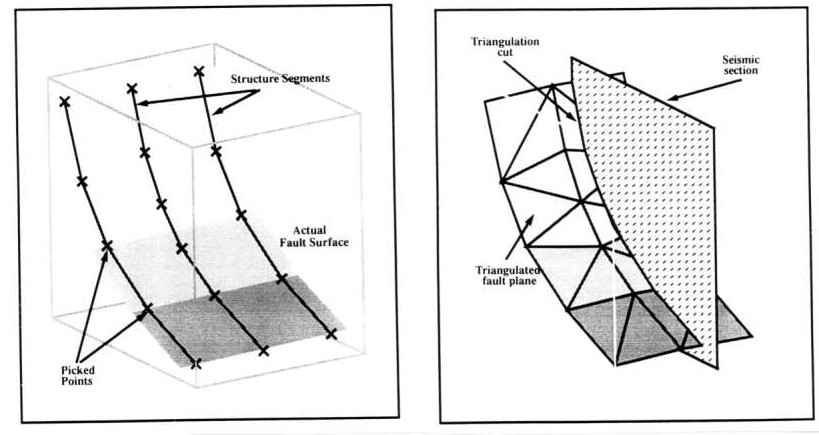 Structure Segments
Actual
Fault Surface
Picked
Points
Triangulation
cut
Seismic
section
Triangulated
fault plane